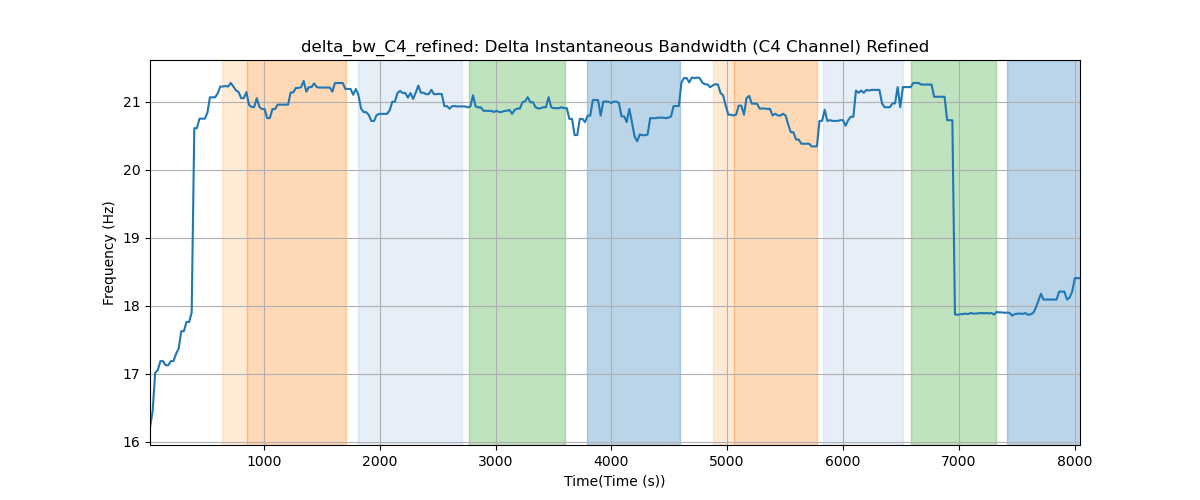 delta_bw_C4_refined: Delta Instantaneous Bandwidth (C4 Channel) Refined
Frequency (Hz)
21
20
19
18
17
16
1000 2000 3000 4000 5000 6000 7000 8000
Time(Time (s))